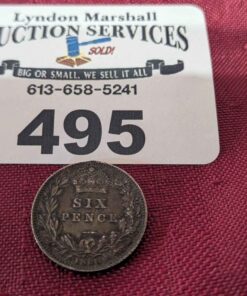 Lyndon Marshall
UCTION SERVICES
SOLD!
BIG OR SMALL, WE SELL IT ALL
613-658-5241
495
SIX
PENCE